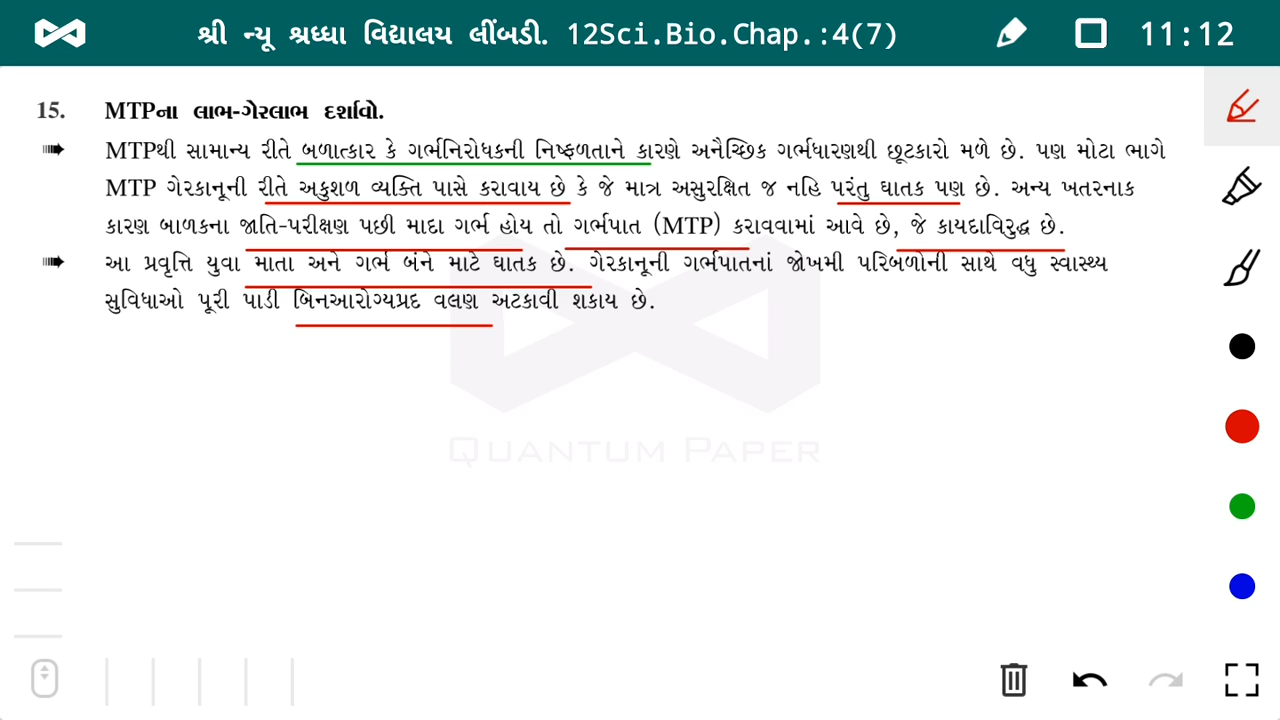 શ્રી ન્યૂ શ્રધ્ધા વિદ્યાલય લીંબડી. 12Sci.Bio.Chap.:4(7)
11:12
15. MTPના લાભ-ગેરલાભ દર્શાવો.
➠ MTPથી સામાન્ય રીતે બળાત્કાર કે ગર્ભનિરોધકની નિષ્ફળતાને કારણે અનૈચ્છિક ગર્ભધારણથી છૂટકારો મળે છે. પણ મોટા ભાગે
MTP ગેરકાનૂની રીતે અકુશળ વ્યક્તિ પાસે કરાવાય છે કે જે માત્ર અસુરક્ષિત જ નહિ પરંતુ ઘાતક પણ છે. અન્ય ખતરનાક
કારણ બાળકના જાતિ-પરીક્ષણ પછી માદા ગર્ભ હોય તો ગર્ભપાત (MTP) કરાવવામાં આવે છે, જે કાયદાવિરુદ્ધ છે.
➠ આ પ્રવૃત્તિ યુવા માતા અને ગર્ભ બંને માટે ઘાતક છે. ગેરકાનૂની ગર્ભપાતનાં જોખમી પરિબળોની સાથે વધુ સ્વાસ્થ્ય
સુવિધાઓ પૂરી પાડી બિનઆરોગ્યપ્રદ વલણ અટકાવી શકાય છે.
QUANTUM PAPER